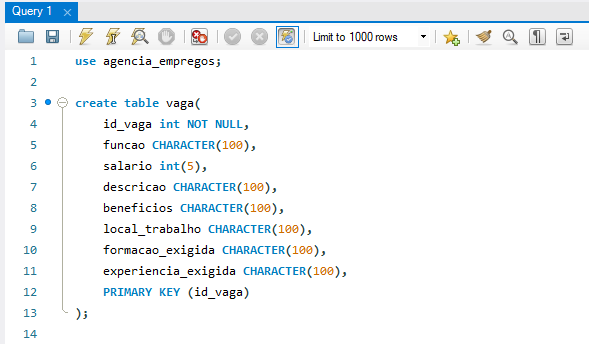 Query 1 ×
Limit to 1000 rows
1 use agencia_empregos;
2
3 create table vaga(
4 id_vaga int NOT NULL,
5 funcao CHARACTER(100),
6 salario int(5),
7 descricao CHARACTER(100),
8 beneficios CHARACTER(100),
9 local_trabalho CHARACTER(100),
10 formacao_exigida CHARACTER(100),
11 experiencia_exigida CHARACTER(100),
12 PRIMARY KEY (id_vaga)
13 );
14